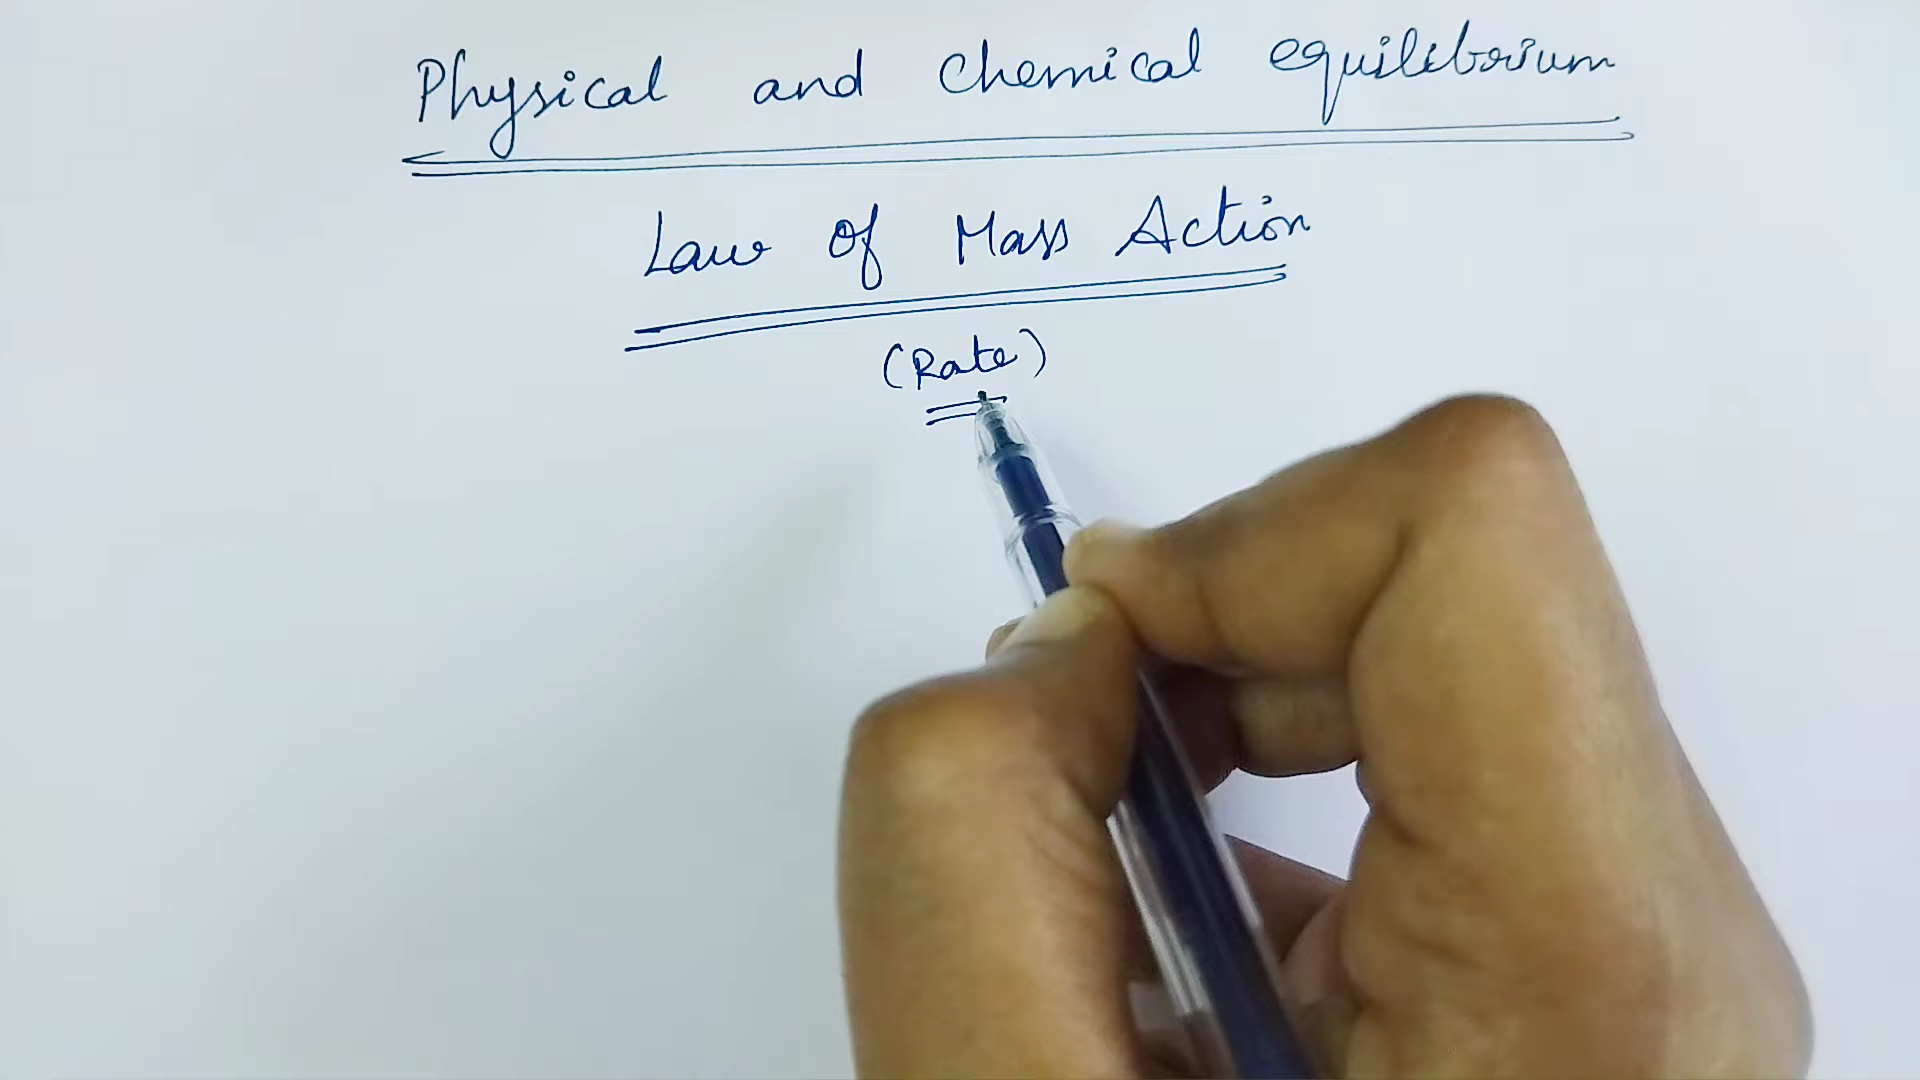 Physical and Chemical equilibrium
Law Of Mass Action
(Rate)